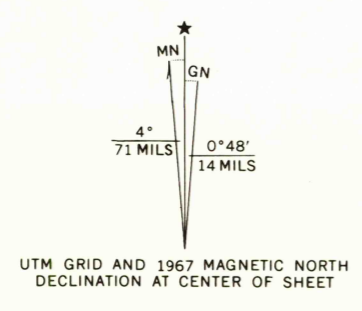 ★
MN
GN
4°
71 MILS
0°48′
14 MILS
UTM GRID AND 1967 MAGNETIC NORTH
DECLINATION AT CENTER OF SHEET